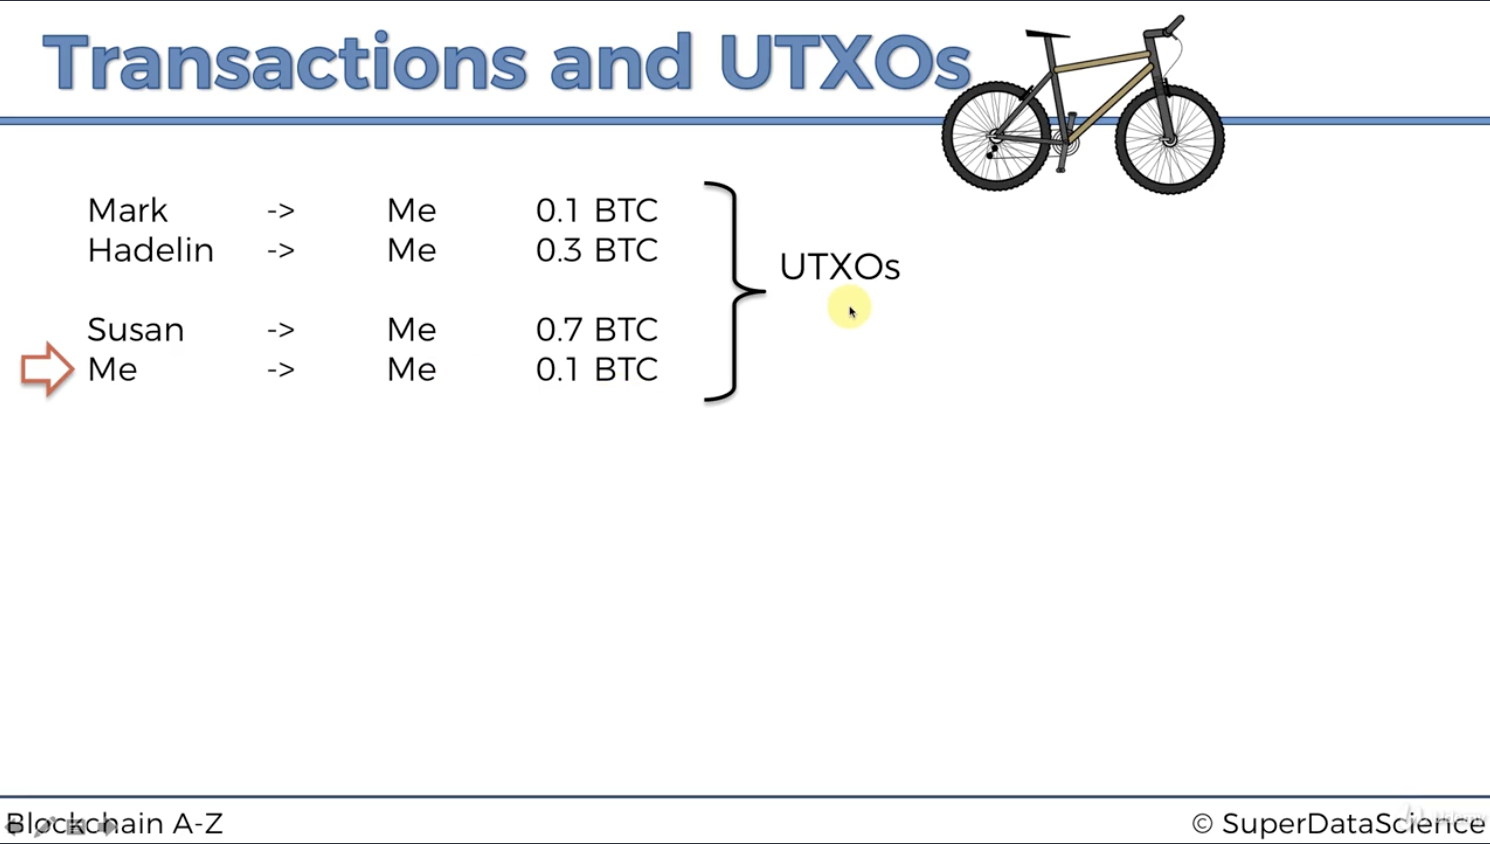 Transactions and UTXOs
Mark -> Me 0.1 BTC
Hadelin -> Me 0.3 BTC
UTXOs
Susan -> Me 0.7 BTC
Me -> Me 0.1 BTC
Blockchain A-Z
© SuperDataScience